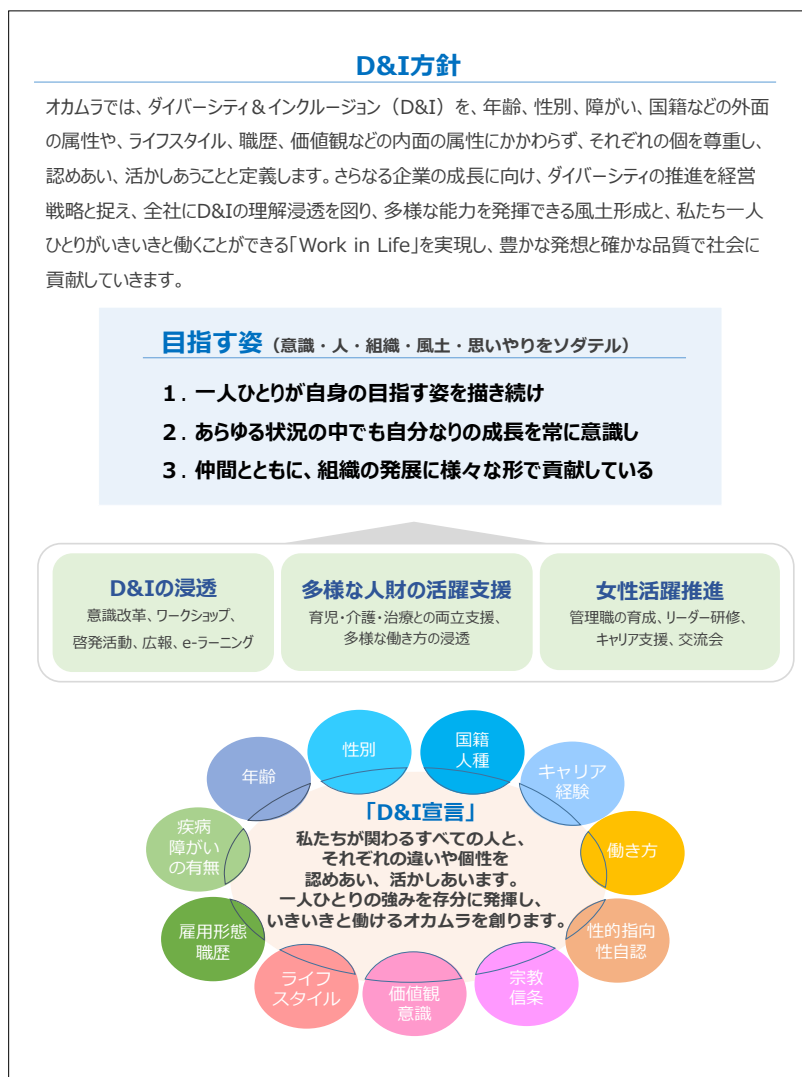 D&I方針
オカムラでは、ダイバーシティ＆インクルージョン（D&I）を、年齢、性別、障がい、国籍などの外面
の属性や、ライフスタイル、職歴、価値観などの内面の属性にかかわらず、それぞれの個を尊重し、
認めあい、活かしあうことと定義します。さらなる企業の成長に向け、ダイバーシティの推進を経営
戦略と捉え、全社にD&Iの理解浸透を図り、多様な能力を発揮できる風土形成と、私たち一人
ひとりがいきいきと働くことができる「Work in Life」を実現し、豊かな発想と確かな品質で社会に
貢献していきます。
目指す姿（意識・人・組織・風土・思いやりをソダテル）
１．一人ひとりが自身の目指す姿を描き続け
２．あらゆる状況の中でも自分なりの成長を常に意識し
３．仲間とともに、組織の発展に様々な形で貢献している
D&Iの浸透
意識改革、ワークショップ、
啓発活動、広報、e-ラーニング
多様な人財の活躍支援
育児・介護・治療との両立支援、
多様な働き方の浸透
女性活躍推進
管理職の育成、リーダー研修、
キャリア支援、交流会
年齢
性別
国籍
人種
キャリア
経験
働き方
性的指向
性自認
宗教
信条
価値観
意識
ライフ
スタイル
雇用形態
職歴
疾病
障がい
の有無
「D&I宣言」
私たちが関わるすべての人と、
それぞれの違いや個性を
認めあい、活かしあいます。
一人ひとりの強みを存分に発揮し、
いきいきと働けるオカムラを創ります。